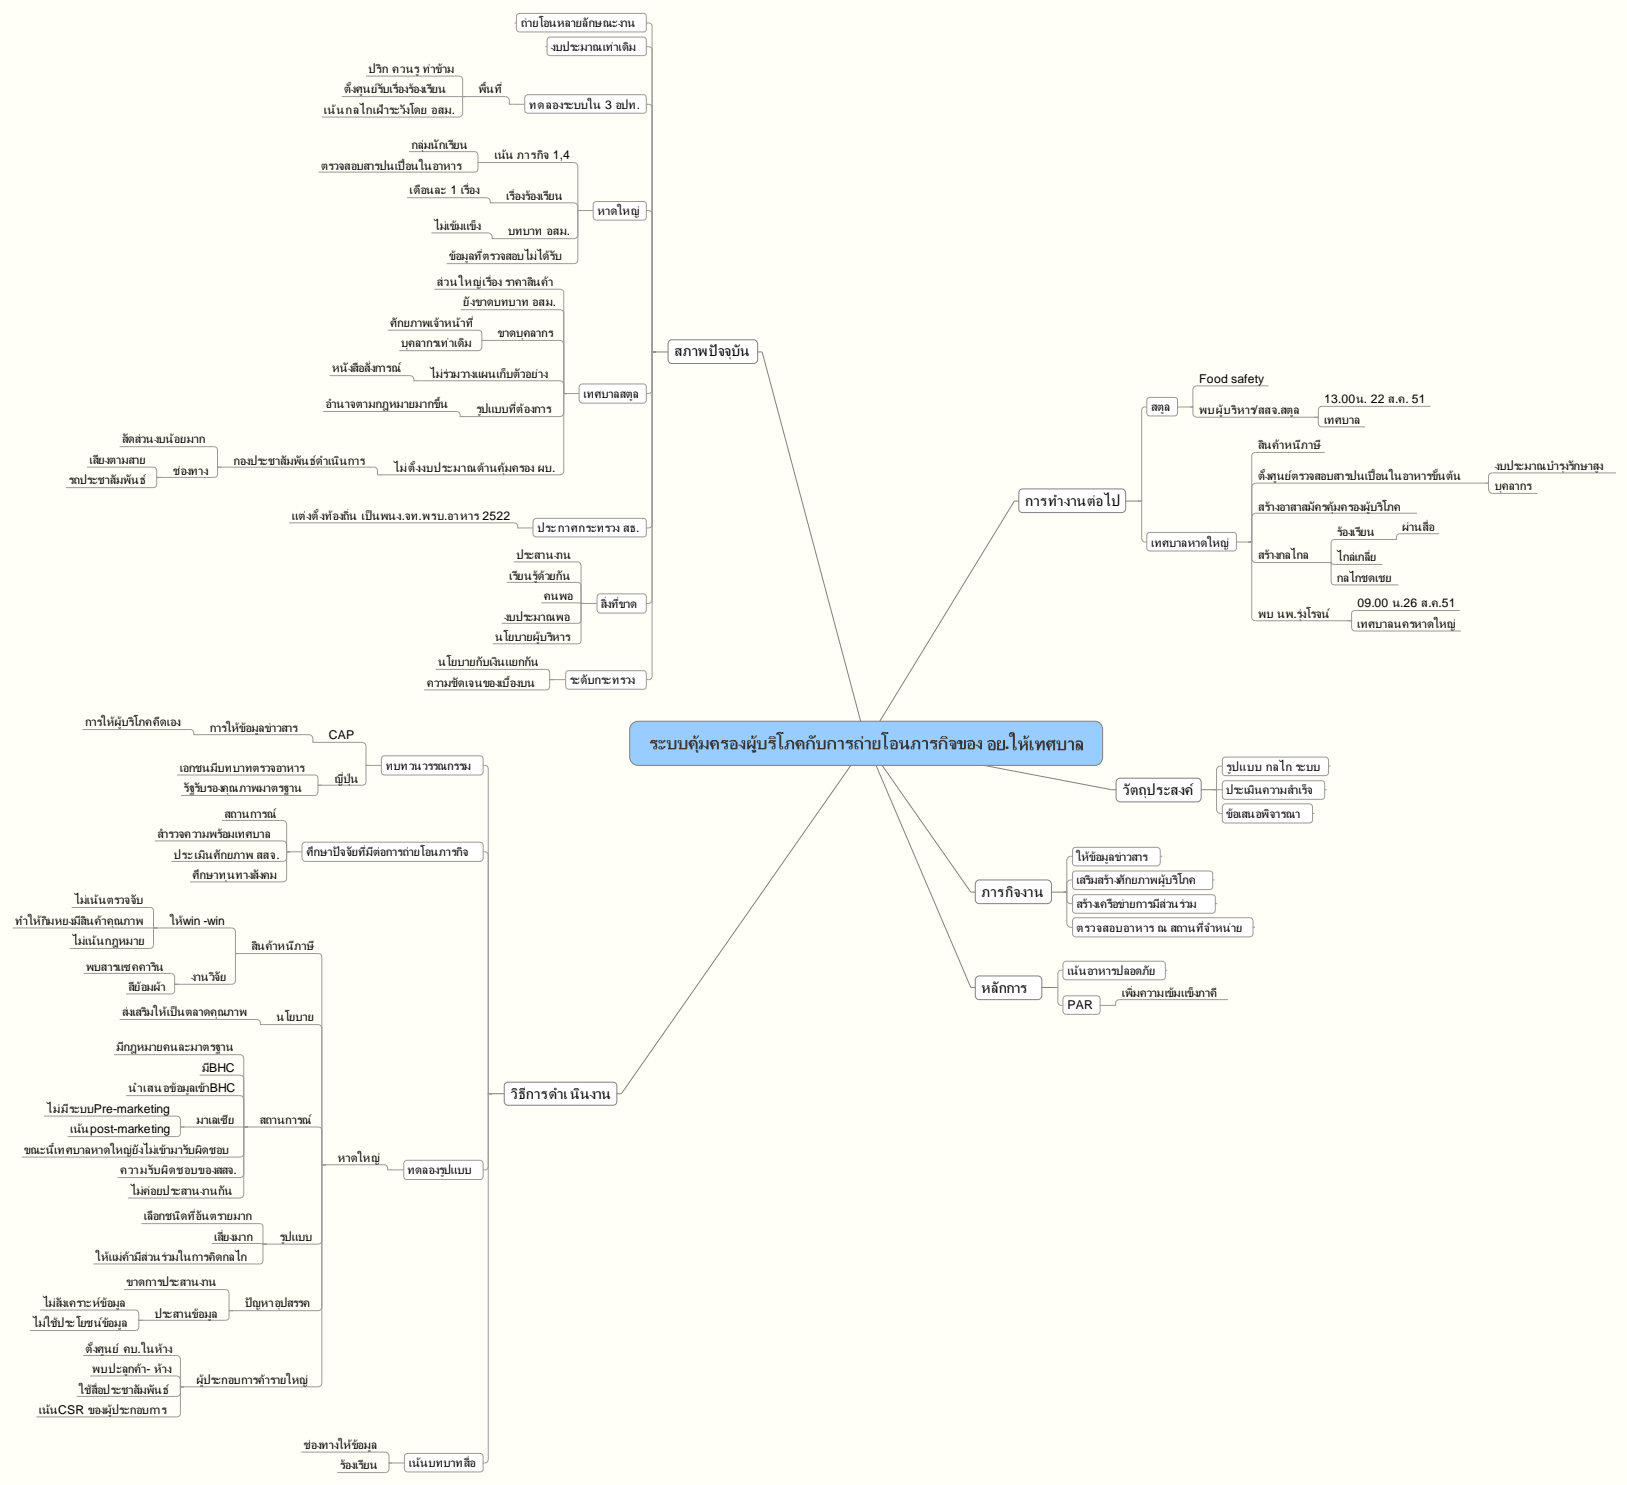 ระบบคุ้มครองผู้บริโภคกับการถ่ายโอนภารกิจของ อย.ให้เทศบาล
การทำงานต่อไป
สตูล
Food safety
พบผู้บริหาร/สสจ.สตูล
13.00น. 22 ส.ค. 51
เทศบาล
เทศบาลหาดใหญ่
สินค้าหนีภาษี
ตั้งศูนย์ตรวจสอบสารปนเปื้อนในอาหารขั้นต้น
งบประมาณบำรุงรักษาสูง
บุคลากร
สร้างอาสาสมัครคุ้มครองผู้บริโภค
สร้างกลไกล
ร้องเรียน
ผ่านสื่อ
ไกล่เกลี่ย
กลไกชดเชย
พบ นพ.รุ่งโรจน์
09.00 น.26 ส.ค.51
เทศบาลนครหาดใหญ่
วัตถุประสงค์
รูปแบบ กลไก ระบบ
ประเมินความสำเร็จ
ข้อเสนอพิจารณา
ภารกิจงาน
ให้ข้อมูลข่าวสาร
เสริมสร้างศักยภาพผู้บริโภค
สร้างเครือข่ายการมีส่วนร่วม
ตรวจสอบอาหาร ณ สถานที่จำหน่าย
หลักการ
เน้นอาหารปลอดภัย
PAR
เพิ่มความเข้มแข็งภาคี
สภาพปัจจุบัน
ถ่ายโอนหลายลักษณะงาน
งบประมาณเท่าเดิม
ทดลองระบบใน 3 อปท.
พื้นที่
ปริก ควนรู ท่าข้าม
ตั้งศูนย์รับเรื่องร้องเรียน
เน้นกลไกเฝ้าระวังโดย อสม.
หาดใหญ่
เน้น ภารกิจ 1,4
กลุ่มนักเรียน
ตรวจสอบสารปนเปื้อนในอาหาร
เรื่องร้องเรียน
เดือนละ 1 เรื่อง
บทบาท อสม.
ไม่เข้มแข็ง
ข้อมูลที่ตรวจสอบไม่ได้รับ
เทศบาลสตูล
ส่วนใหญ่เรื่อง ราคาสินค้า
ยังขาดบทบาท อสม.
ขาดบุคลากร
ศักยภาพเจ้าหน้าที่
บุคลากรเท่าเดิม
ไม่ร่วมวางแผนเก็บตัวอย่าง
หนังสือสั่งการณ์
รูปแบบที่ต้องการ
อำนาจตามกฎหมายมากขึ้น
ไม่ตั้งงบประมาณด้านคุ้มครอง ผบ.
กองประชาสัมพันธ์ดำเนินการ
สัดส่วนงบน้อยมาก
ช่องทาง
เสียงตามสาย
รถประชาสัมพันธ์
ประกาศกระทรวง สธ.
แต่งตั้งท้องถิ่น เป็นพนง.จท.พรบ.อาหาร 2522
สิ่งที่ขาด
ประสานงาน
เรียนรู้ด้วยกัน
คนพอ
งบประมาณพอ
นโยบายผู้บริหาร
ระดับกระทรวง
นโยบายกับเงินแยกกัน
ความชัดเจนของเบื้องบน
วิธีการดำเนินงาน
ทบทวนวรรณกรรม
CAP
การให้ข้อมูลข่าวสาร
การให้ผู้บริโภคคิดเอง
ญี่ปุ่น
เอกชนมีบทบาทตรวจอาหาร
รัฐรับรองคุณภาพมาตรฐาน
ศึกษาปัจจัยที่มีต่อการถ่ายโอนภารกิจ
สถานการณ์
สำรวจความพร้อมเทศบาล
ประเมินศักยภาพ สสจ.
ศึกษาทุนทางสังคม
ทดลองรูปแบบ
หาดใหญ่
สินค้าหนีภาษี
ให้win -win
ไม่เน้นตรวจจับ
ทำให้กิมหยงมีสินค้าคุณภาพ
ไม่เน้นกฎหมาย
งานวิจัย
พบสารแซคคาริน
สีย้อมผ้า
นโยบาย
ส่งเสริมให้เป็นตลาดคุณภาพ
สถานการณ์
มีกฎหมายคนละมาตรฐาน
มีBHC
นำเสนอข้อมูลเข้าBHC
มาเลเซีย
ไม่มีระบบPre-marketing
เน้นpost-marketing
ขณะนี้เทศบาลหาดใหญ่ยังไม่เข้ามารับผิดชอบ
ความรับผิดชอบของสสจ.
ไม่ค่อยประสานงานกัน
รูปแบบ
เลือกชนิดที่อันตรายมาก
เสี่ยงมาก
ให้แม่ค้ามีส่วนร่วมในการคิดกลไก
ปัญหาอุปสรรค
ขาดการประสานงาน
ประสานข้อมูล
ไม่สังเคราะห์ข้อมูล
ไม่ใช้ประโยชน์ข้อมูล
ผู้ประกอบการค้ารายใหญ่
ตั้งศูนย์ คบ.ในห้าง
พบปะลูกค้า- ห้าง
ใช้สื่อประชาสัมพันธ์
เน้นCSR ของผู้ประกอบการ
เน้นบทบาทสื่อ
ช่องทางให้ข้อมูล
ร้องเรียน